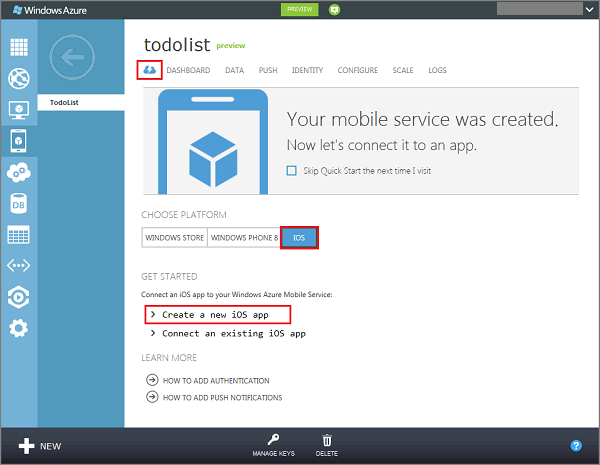 Windows Azure
PREVIEW
todolist preview
DASHBOARD DATA PUSH IDENTITY CONFIGURE SCALE LOGS
TodoList
Your mobile service was created.
Now let's connect it to an app.
Skip Quick Start the next time I visit
CHOOSE PLATFORM
WINDOWS STORE WINDOWS PHONE 8 IOS
GET STARTED
Connect an iOS app to your Windows Azure Mobile Service:
Create a new iOS app
Connect an existing iOS app
LEARN MORE
HOW TO ADD AUTHENTICATION
HOW TO ADD PUSH NOTIFICATIONS
DB
NEW
MANAGE KEYS
DELETE
?